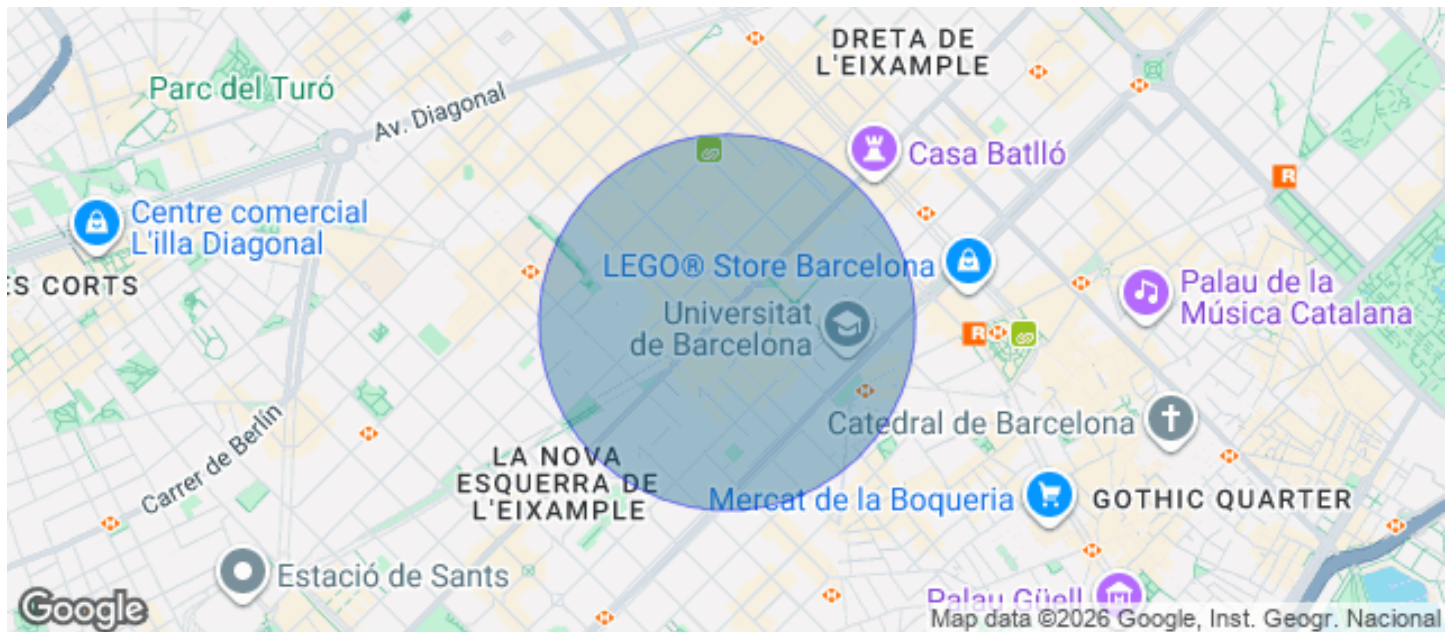 DRETA DE
L'EIXAMPLE
Parc del Turó
Av. Diagonal
Casa Batlló
R
Centre comercial
L'illa Diagonal
LEGO® Store Barcelona
ES CORTS
Palau de la
Música Catalana
Universitat
de Barcelona
R
Catedral de Barcelona
Carrer de Berlín
LA NOVA
ESQUERRA DE
L'EIXAMPLE
Mercat de la Boqueria
GOTHIC QUARTER
Estació de Sants
Palau Güell
Google
Map data ©2026 Google, Inst. Geogr. Nacional